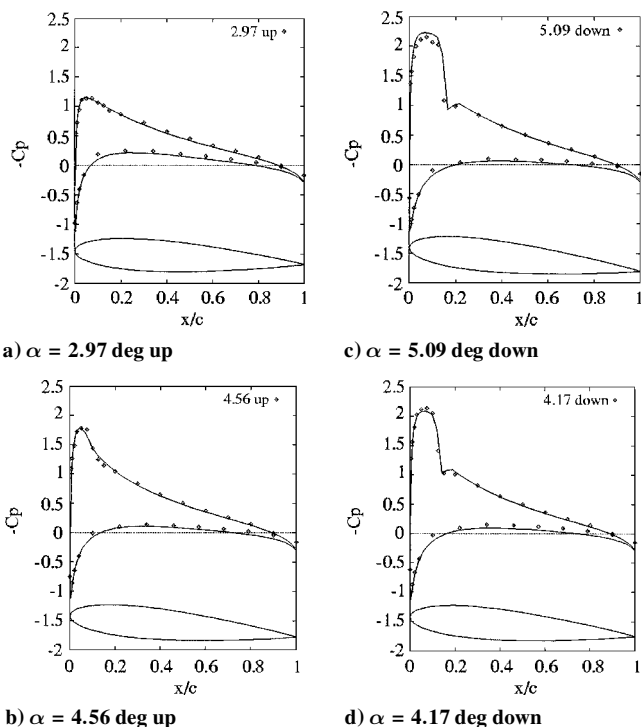 2.5
2
1.5
1
0.5
0
-0.5
-1
-1.5
-2
-Cp
2.97 up
0 0.2 0.4 0.6 0.8 1
x/c
a) α = 2.97 deg up
2.5
2
1.5
1
0.5
0
-0.5
-1
-1.5
-2
-Cp
4.56 up
0 0.2 0.4 0.6 0.8 1
x/c
b) α = 4.56 deg up
2.5
2
1.5
1
0.5
0
-0.5
-1
-1.5
-2
-Cp
5.09 down
0 0.2 0.4 0.6 0.8 1
x/c
c) α = 5.09 deg down
2.5
2
1.5
1
0.5
0
-0.5
-1
-1.5
-2
-Cp
4.17 down
0 0.2 0.4 0.6 0.8 1
x/c
d) α = 4.17 deg down